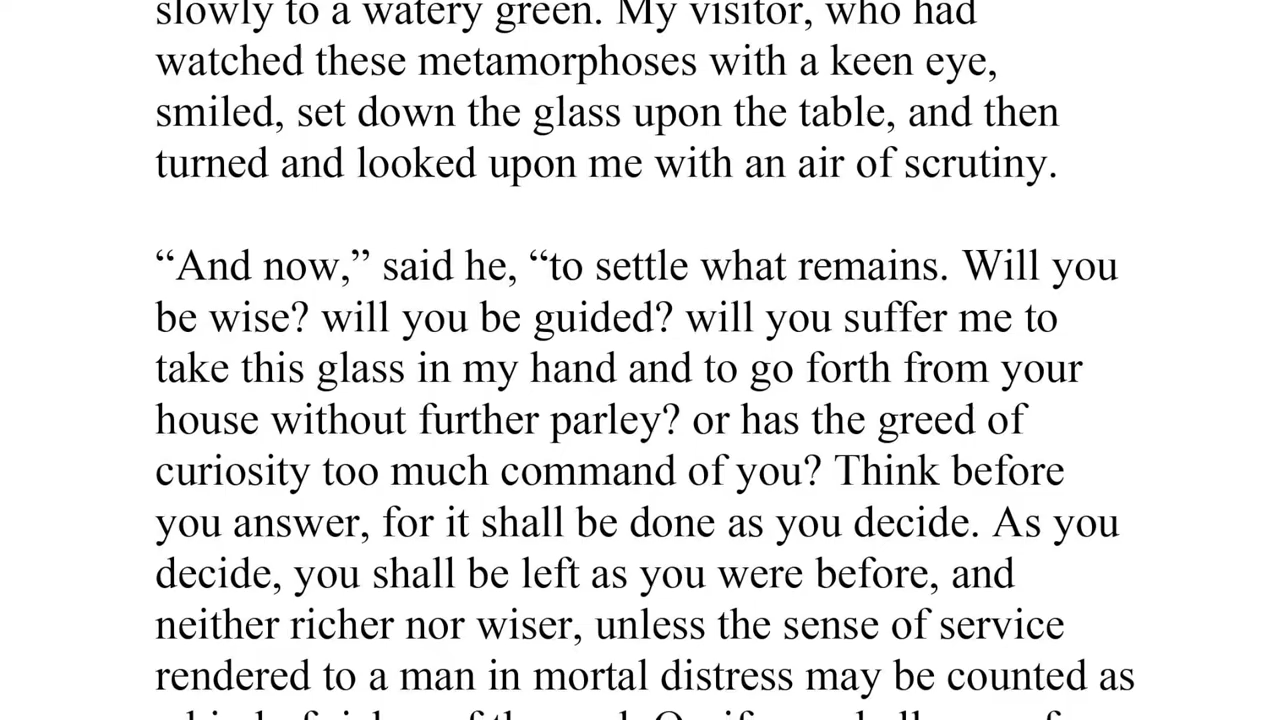 slowly to a watery green. My visitor, who had
watched these metamorphoses with a keen eye,
smiled, set down the glass upon the table, and then
turned and looked upon me with an air of scrutiny.
“And now,” said he, “to settle what remains. Will you
be wise? will you be guided? will you suffer me to
take this glass in my hand and to go forth from your
house without further parley? or has the greed of
curiosity too much command of you? Think before
you answer, for it shall be done as you decide. As you
decide, you shall be left as you were before, and
neither richer nor wiser, unless the sense of service
rendered to a man in mortal distress may be counted as